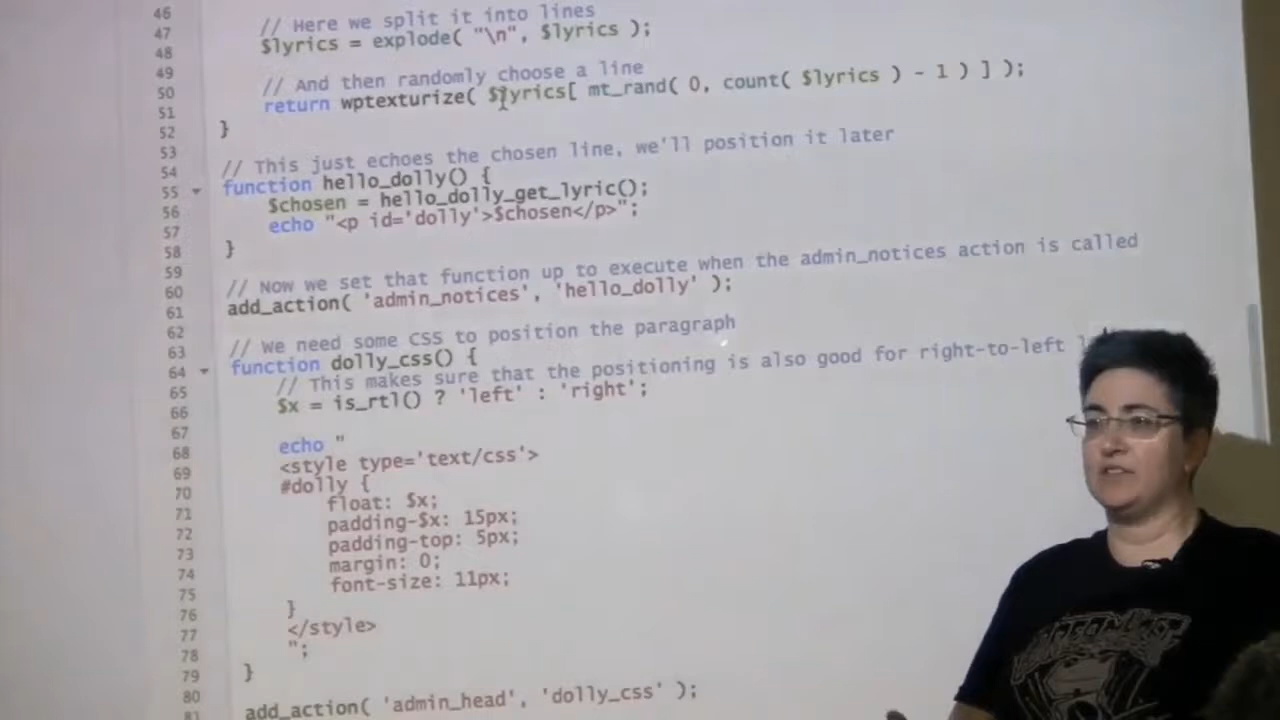 46
47 // Here we split it into lines
48 $lyrics = explode( "\n", $lyrics );
49
50 // And then randomly choose a line
51 return wptexturize( $lyrics[ mt_rand( 0, count( $lyrics ) - 1 ) ] );
52 }
53
54 // This just echoes the chosen line, we'll position it later
55 function hello_dolly() {
56 $chosen = hello_dolly_get_lyric();
57 echo "<p id='dolly'>$chosen</p>";
58 }
59
60 // Now we set that function up to execute when the admin_notices action is called
61 add_action( 'admin_notices', 'hello_dolly' );
62
63 // We need some CSS to position the paragraph
64 function dolly_css() {
65 // This makes sure that the positioning is also good for right-to-left
66 $x = is_rtl() ? 'left' : 'right';
67
68 echo "
69 <style type='text/css'>
70 #dolly {
71 float: $x;
72 padding-$x: 15px;
73 padding-top: 5px;
74 margin: 0;
75 font-size: 11px;
76 }
77 </style>
78 ";
79 }
80
81 add_action( 'admin_head', 'dolly_css' );